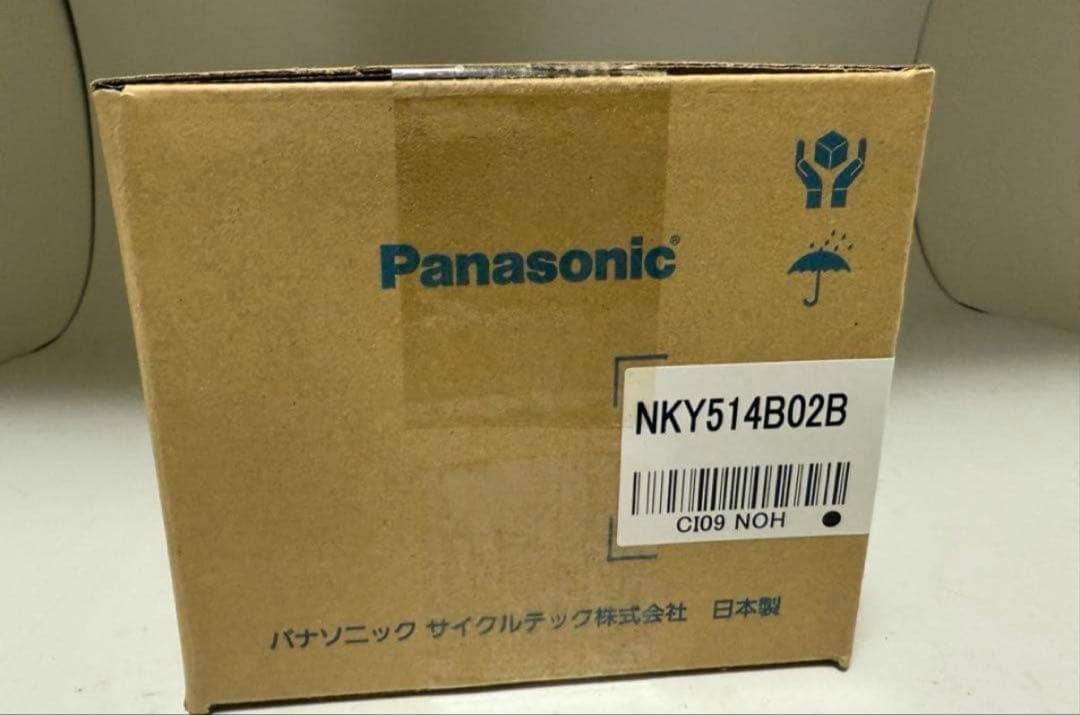 Panasonic®
NKY514B02B
CI09 NOH
パナソニック サイクルテック株式会社 日本製